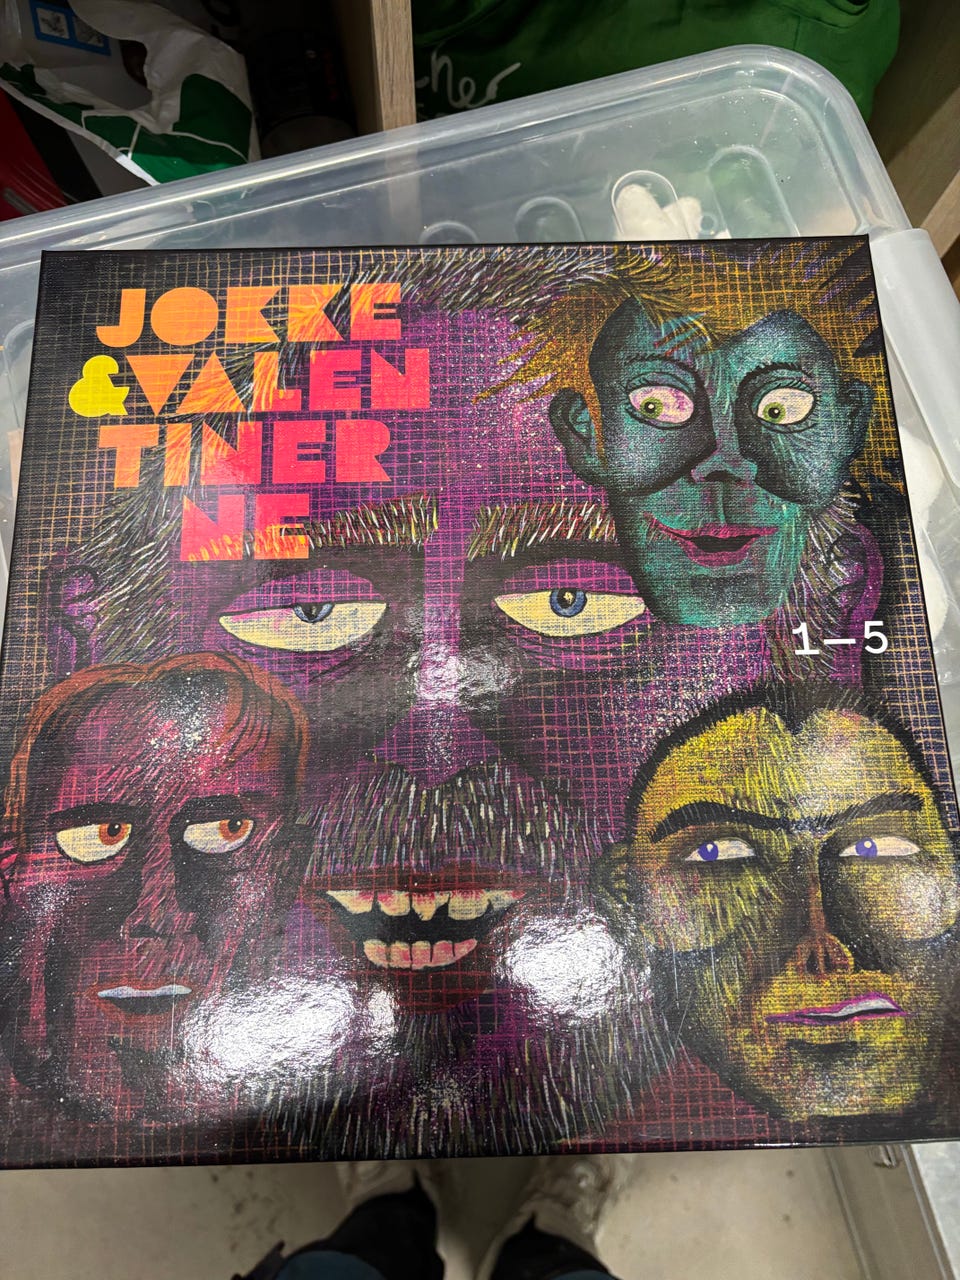 JOKKE
& VALEN
TINER
NE
1—5